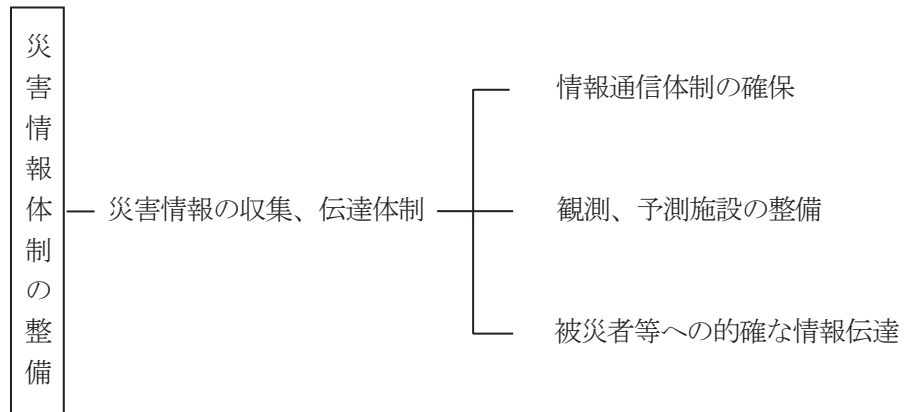 災害情報体制の整備
災害情報の収集、伝達体制
情報通信体制の確保
観測、予測施設の整備
被災者等への的確な情報伝達